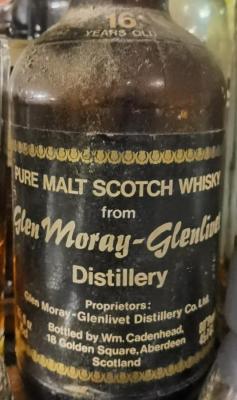 16
YEARS OLD
PURE MALT SCOTCH WHISKY
from
Glen Moray-Glenlivet
Distillery
Proprietors:
Glen Moray-Glenlivet Distillery Co. Ltd.
Bottled by Wm. Cadenhead,
18 Golden Square, Aberdeen
Scotland